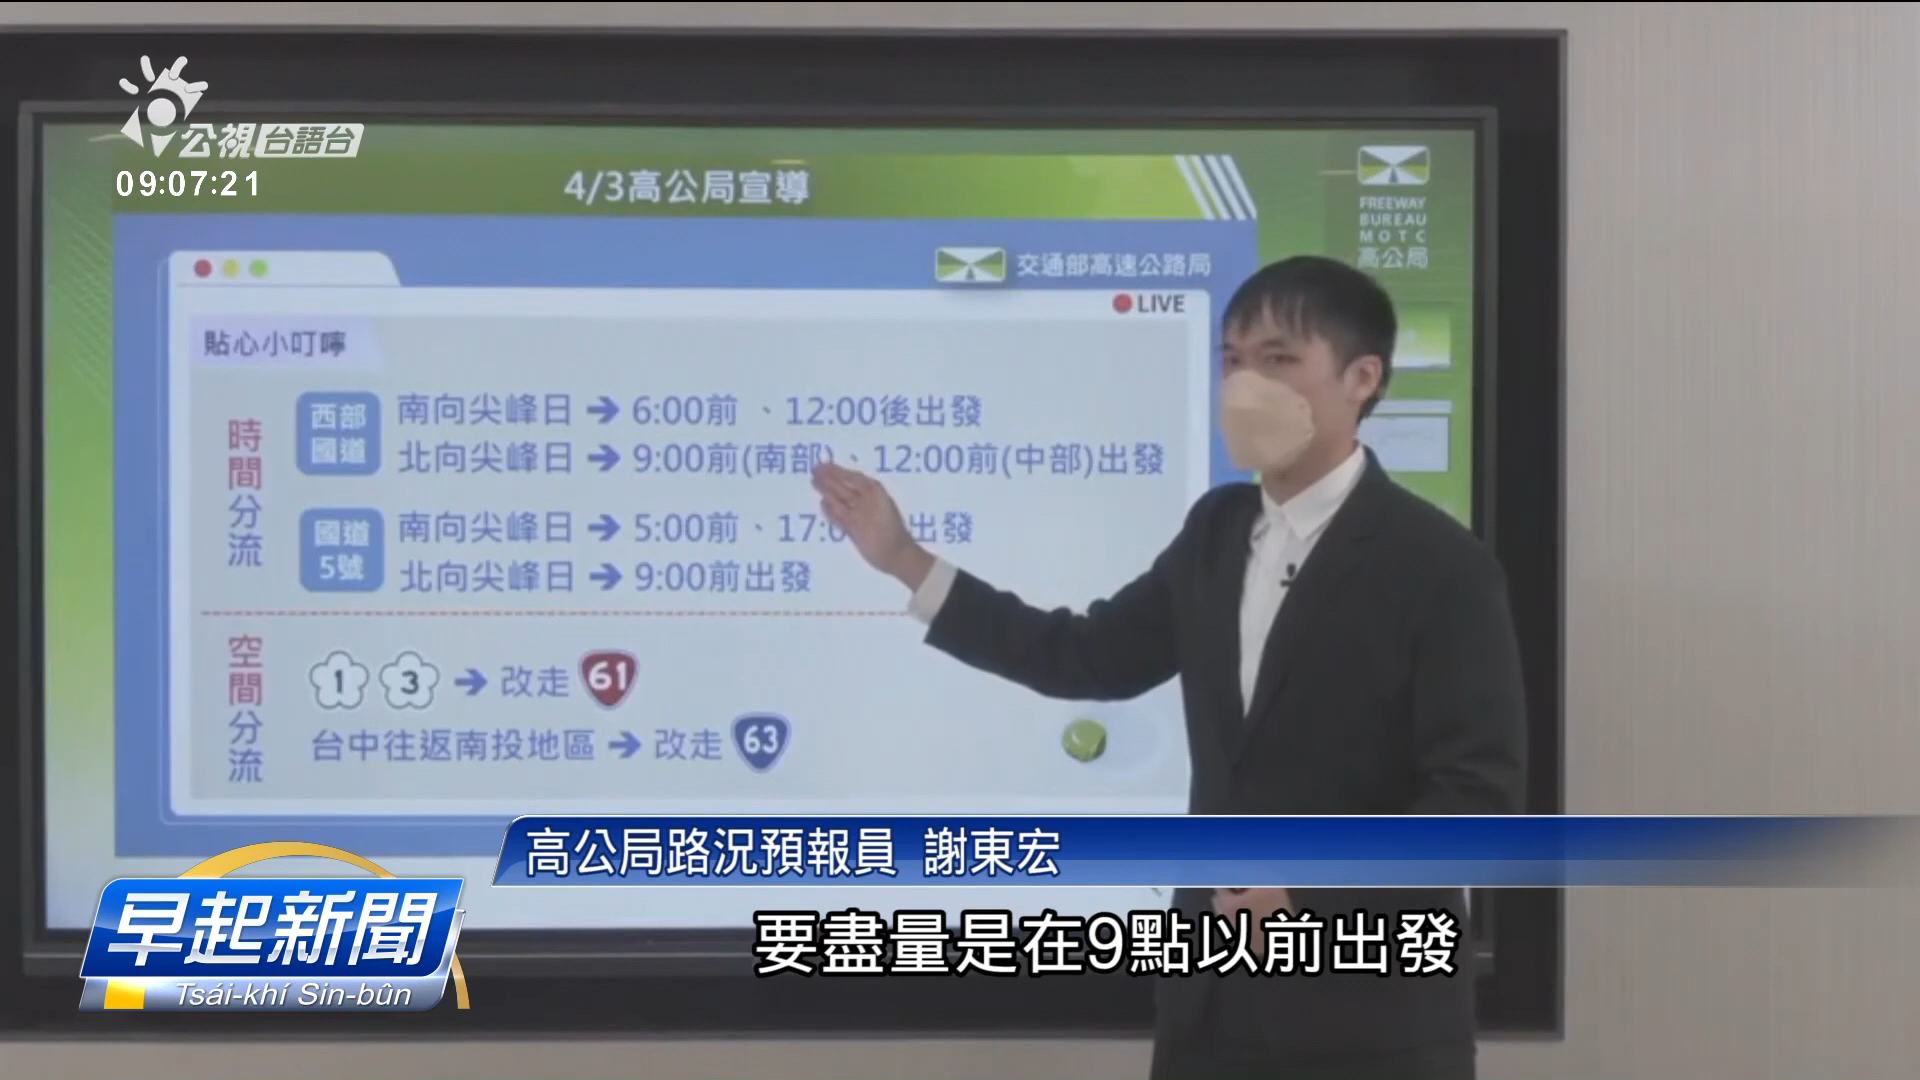 公視台語台
09:07:21
4/3高公局宣導
FREEWAY
BUREAU
MOTC
高公局
交通部高速公路局
LIVE
貼心小叮嚀
時間分流
西部
國道
南向尖峰日→6:00前、12:00後出發
北向尖峰日→9:00前(南部)、12:00前(中部)出發
國道
5號
南向尖峰日→5:00前、17:0 出發
北向尖峰日→9:00前出發
空間分流
1 3 →改走 61
台中往返南投地區→改走 63
高公局路況預報員 謝東宏
早起新聞
Tsái-khí Sin-bûn
要盡量是在9點以前出發